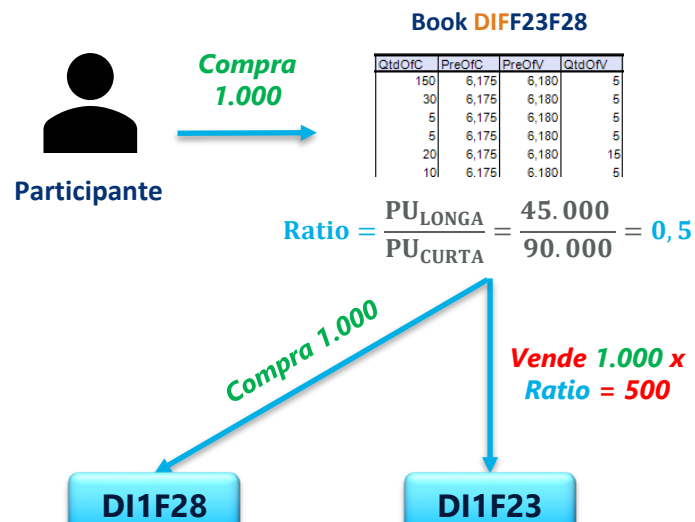 Book DIFF23F28
Compra
1.000
Participante
QtdOfC PreOfC PreOfV QtdOfV
150 6,175 6,180 5
30 6,175 6,180 5
5 6,175 6,180 5
5 6,175 6,180 5
20 6,175 6,180 15
10 6,175 6,180 5
Ratio = PU_LONGA / PU_CURTA = 45.000 / 90.000 = 0,5
Compra 1.000
Vende 1.000 x
Ratio = 500
DI1F28
DI1F23